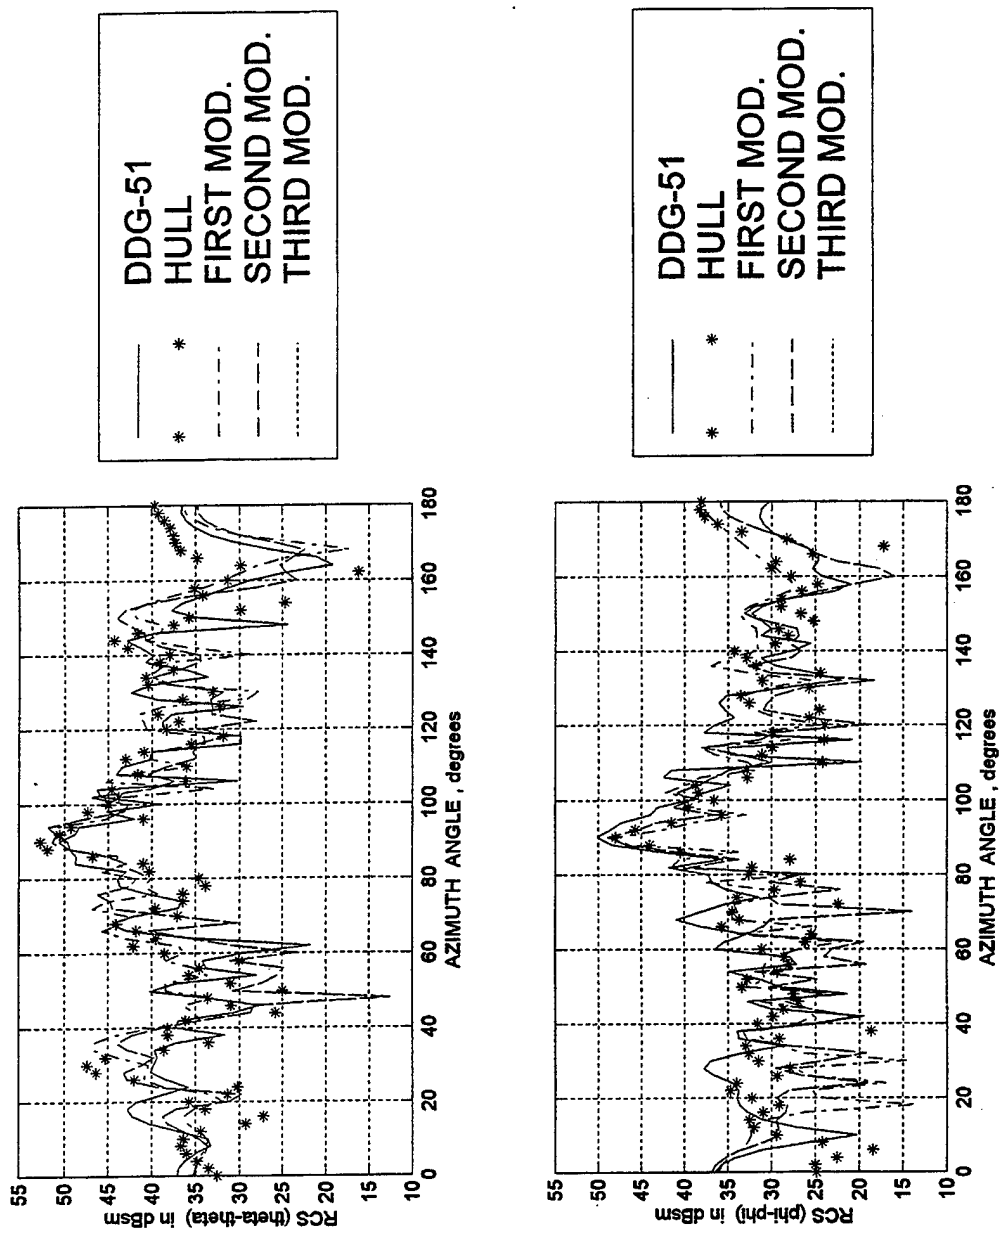 DDG-51
HULL
FIRST MOD.
SECOND MOD.
THIRD MOD.
RCS (theta-theta) in dBsm
55
50
45
40
35
30
25
20
15
10
0
20
40
60
80
100
120
140
160
180
AZIMUTH ANGLE , degrees
DDG-51
HULL
FIRST MOD.
SECOND MOD.
THIRD MOD.
RCS (phi-phi) in dBsm
55
50
45
40
35
30
25
20
15
10
0
20
40
60
80
100
120
140
160
180
AZIMUTH ANGLE , degrees